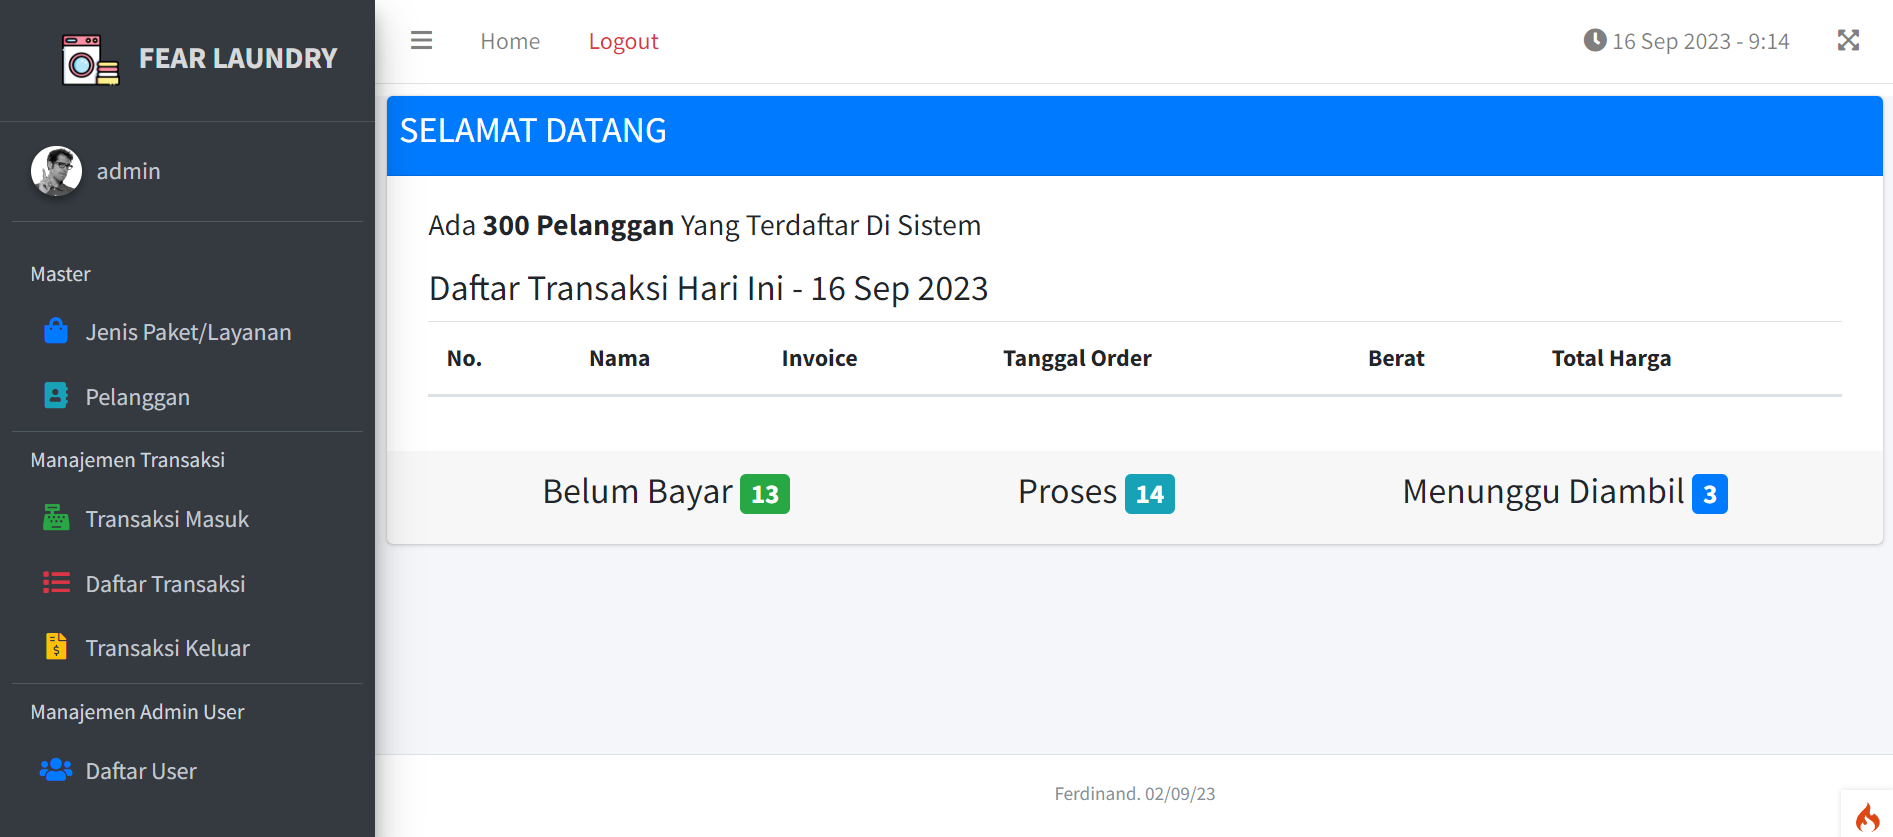 FEAR LAUNDRY
Home Logout 16 Sep 2023 - 9:14
admin
Master
Jenis Paket/Layanan
Pelanggan
Manajemen Transaksi
Transaksi Masuk
Daftar Transaksi
Transaksi Keluar
Manajemen Admin User
Daftar User
SELAMAT DATANG
Ada 300 Pelanggan Yang Terdaftar Di Sistem
Daftar Transaksi Hari Ini - 16 Sep 2023
No. Nama Invoice Tanggal Order Berat Total Harga
Belum Bayar 13 Proses 14 Menunggu Diambil 3
Ferdinand. 02/09/23